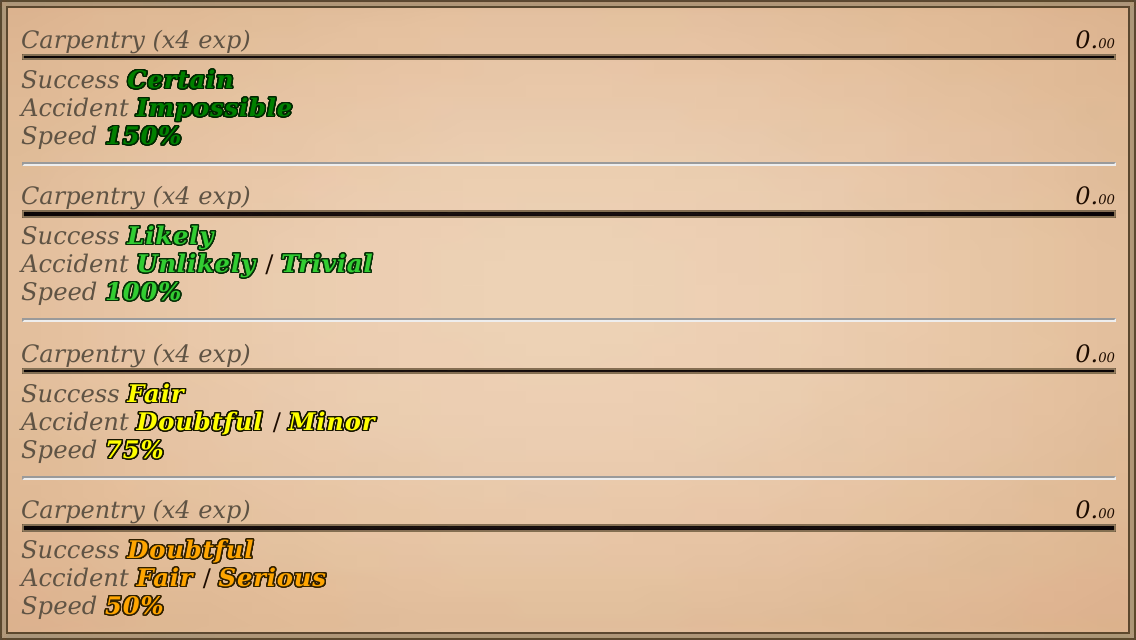 Carpentry (x4 exp) 0.00
Success Certain
Accident Impossible
Speed 150%
Carpentry (x4 exp) 0.00
Success Likely
Accident Unlikely / Trivial
Speed 100%
Carpentry (x4 exp) 0.00
Success Fair
Accident Doubtful / Minor
Speed 75%
Carpentry (x4 exp) 0.00
Success Doubtful
Accident Fair / Serious
Speed 50%